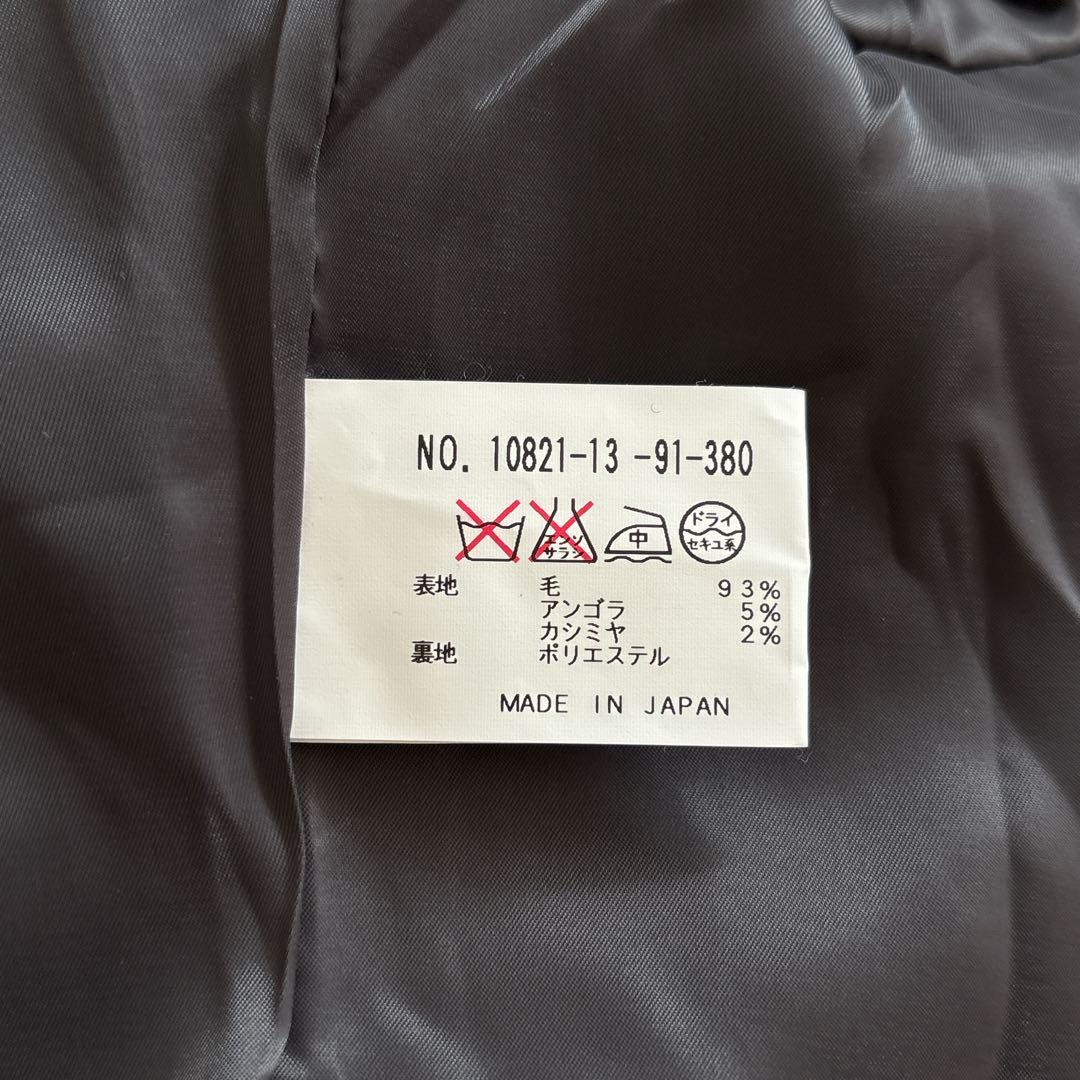 NO. 10821-13 -91-380
エンソ
サラシ
中
ドライ
セキユ系
表地 毛 93%
アンゴラ 5%
カシミヤ 2%
裏地 ポリエステル
MADE IN JAPAN